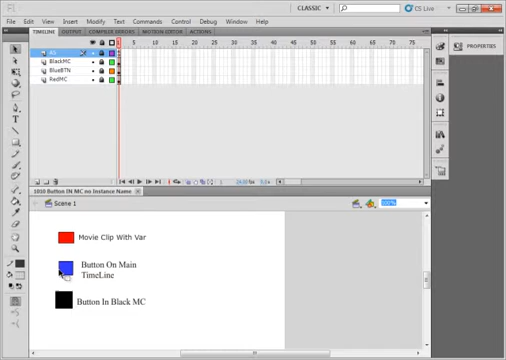 CLASSIC
CS Live
File Edit View Insert Modify Text Commands Control Debug Window Help
TIMELINE OUTPUT COMPILER ERRORS MOTION EDITOR ACTIONS
PROPERTIES
5 10 15 20 25 30 35 40 45 50 55 60 65 70 75
AS
BlackMC
BlueBTN
RedMC
1010 Button IN MC no Instance Name
Scene 1
100%
Movie Clip With Var
Button On Main
TimeLine
Button In Black MC